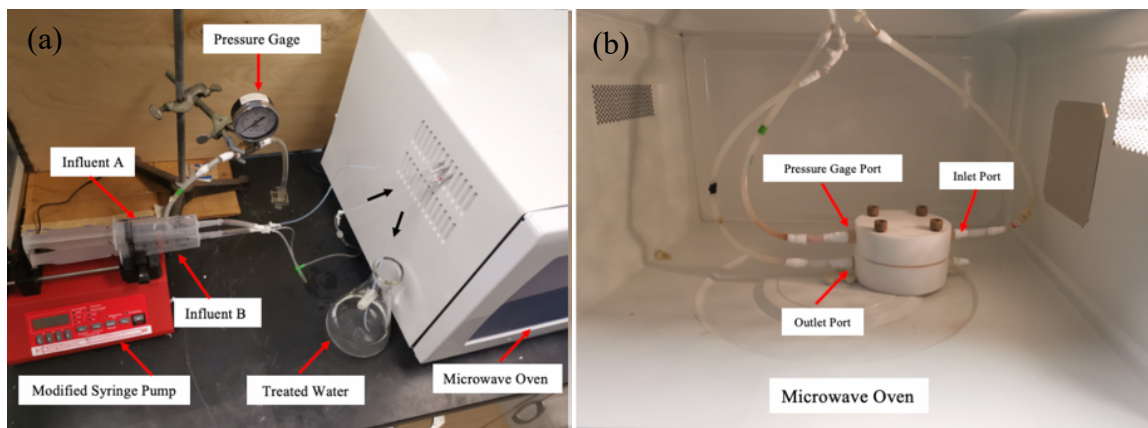 (a)
Pressure Gage
Influent A
Influent B
Modified Syringe Pump
Treated Water
Microwave Oven
(b)
Pressure Gage Port
Inlet Port
Outlet Port
Microwave Oven